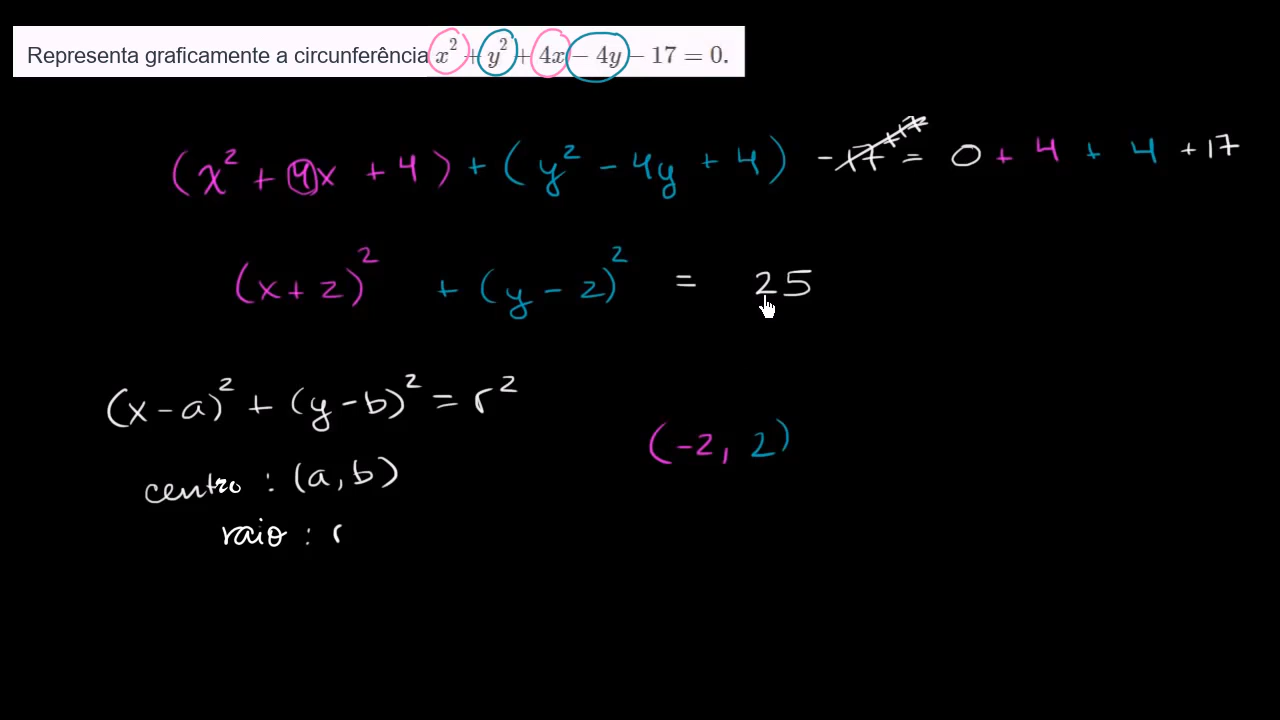 Representa graficamente a circunferência x² + y² + 4x − 4y − 17 = 0.
(x² + 4x + 4) + (y² − 4y + 4) −17 +17 = 0 + 4 + 4 + 17
(x+2)² + (y−2)² = 25
(x−a)² + (y−b)² = r²
(-2, 2)
centro : (a, b)
raio : r